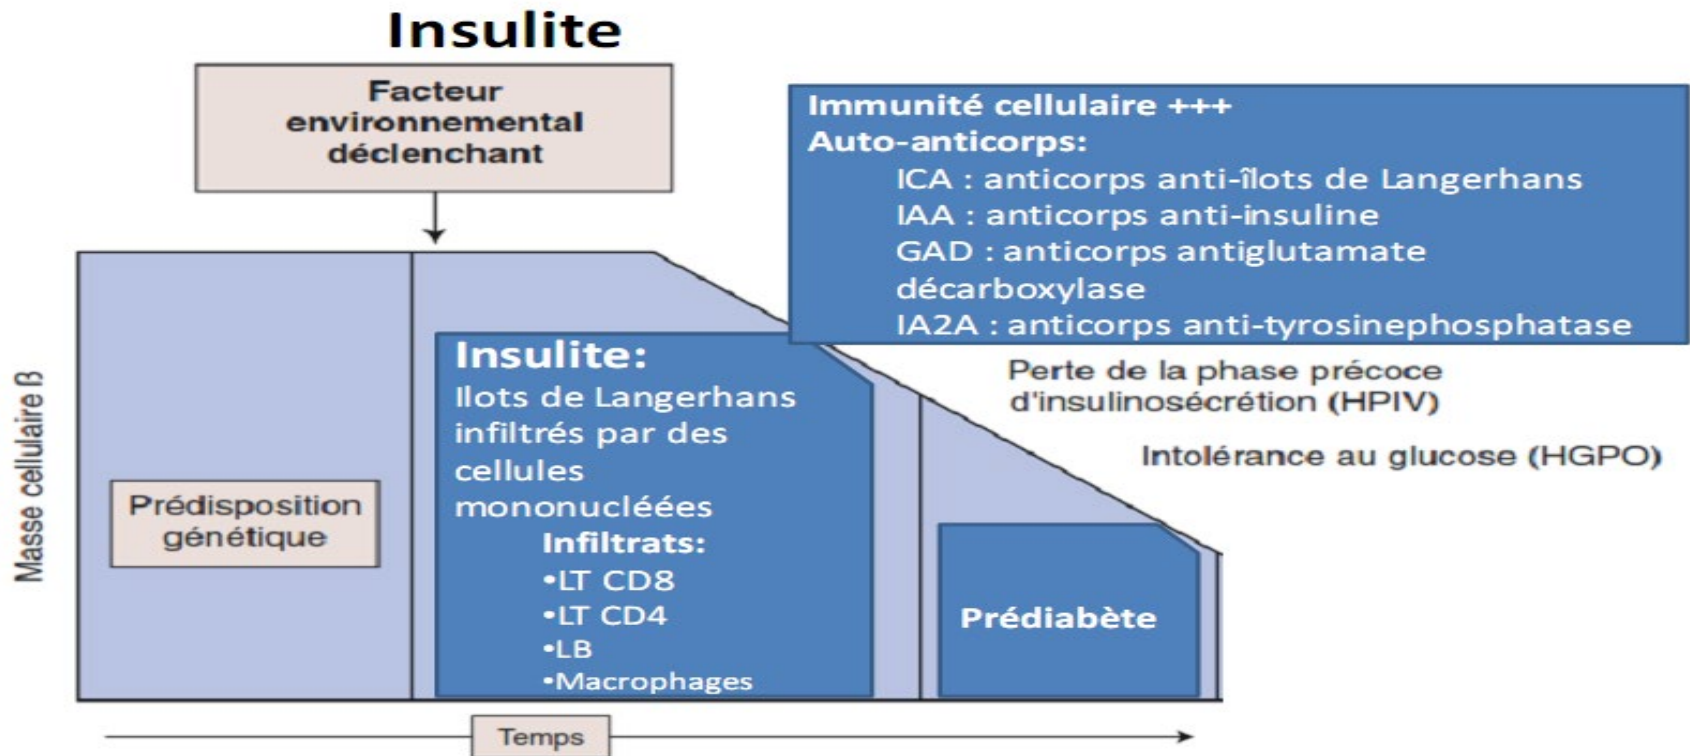 Insulite
Facteur
environnemental
déclenchant
Immunité cellulaire +++
Auto-anticorps:
ICA : anticorps anti-îlots de Langerhans
IAA : anticorps anti-insuline
GAD : anticorps antiglutamate
décarboxylase
IA2A : anticorps anti-tyrosinephosphatase
Masse cellulaire ß
Prédisposition
génétique
Insulite:
Ilots de Langerhans
infiltrés par des
cellules
mononucléées
Infiltrats:
•LT CD8
•LT CD4
•LB
•Macrophages
Perte de la phase précoce
d'insulinosécrétion (HPIV)
Intolérance au glucose (HGPO)
Prédiabète
Temps